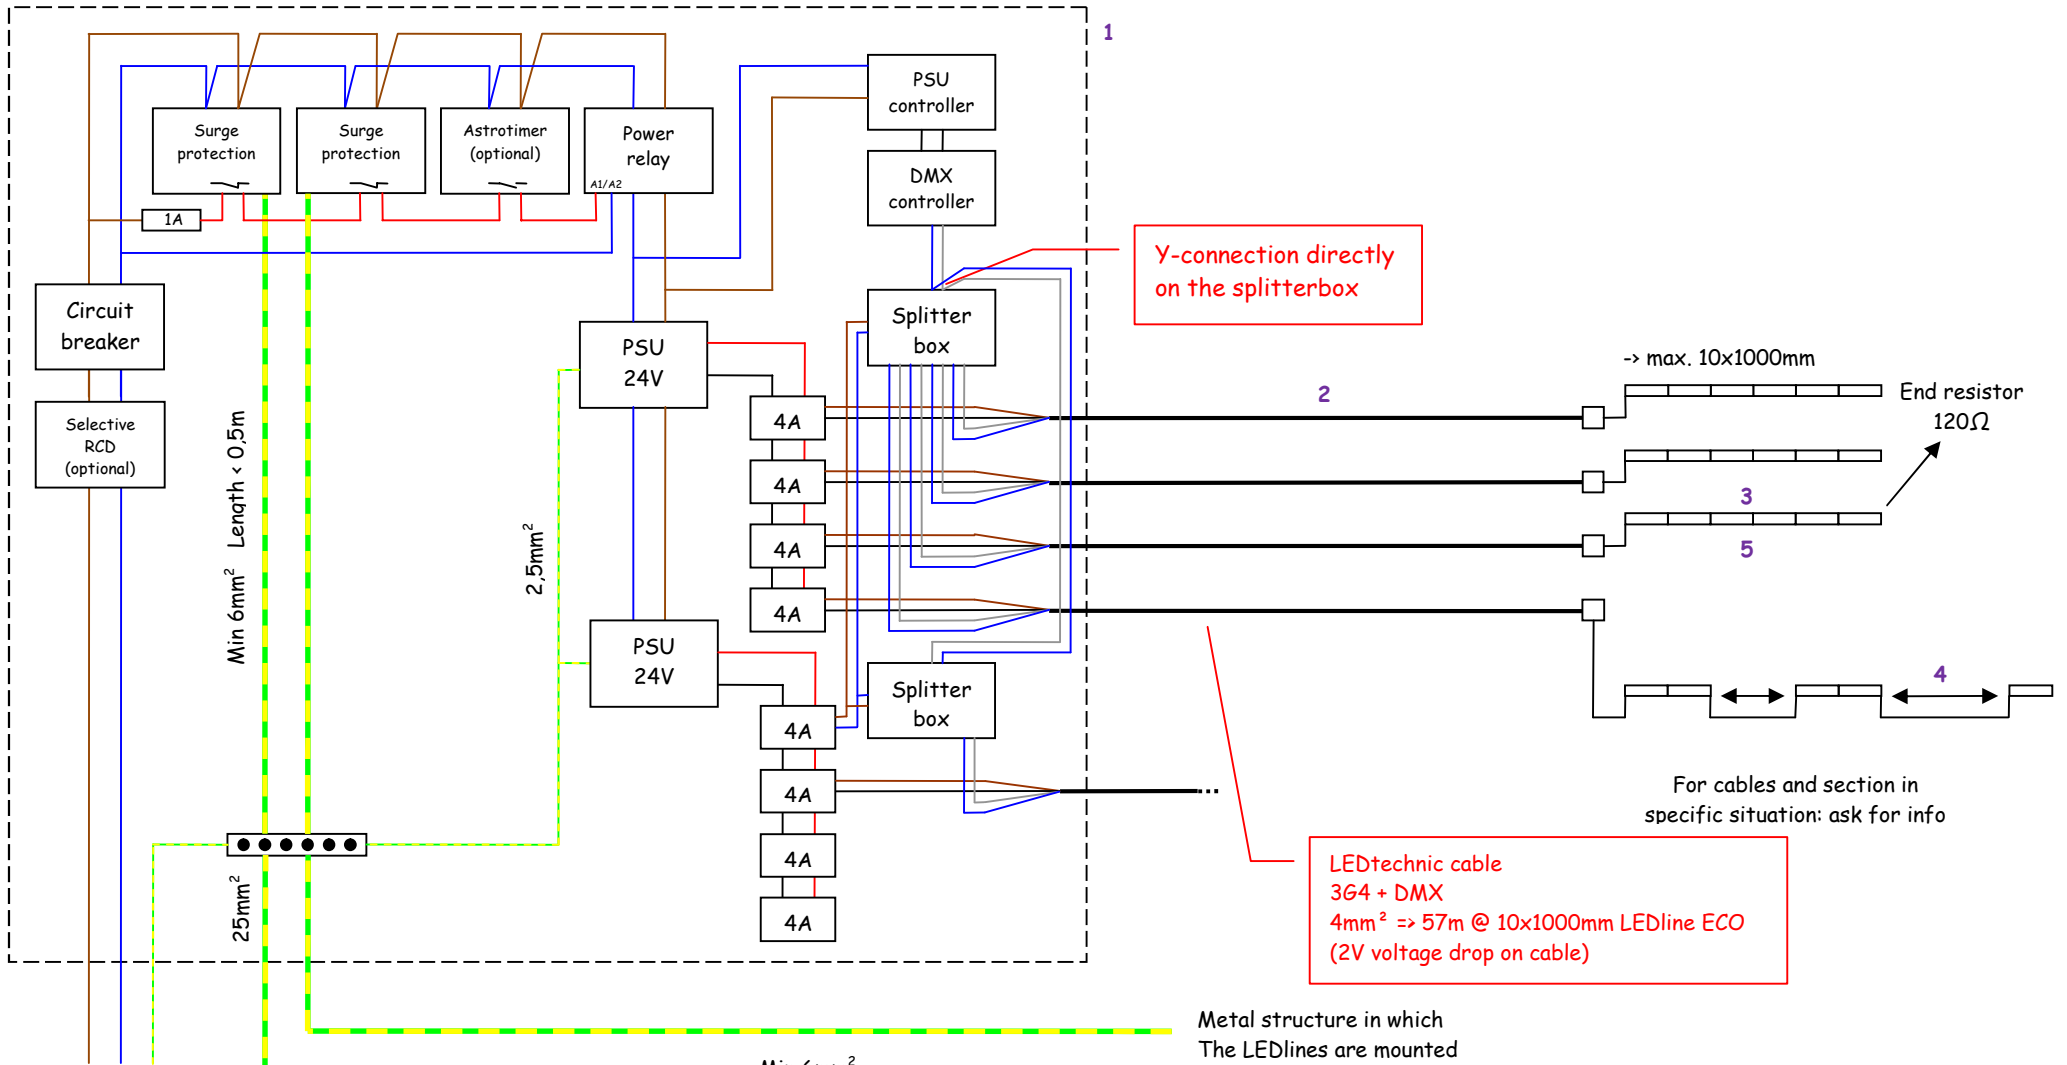 1
PSU
controller
Surge
protection
Surge
protection
Astrotimer
(optional)
Power
relay
A1/A2
DMX
controller
1A
Y-connection directly
on the splitterbox
Circuit
breaker
Splitter
box
PSU
24V
-> max. 10x1000mm
2
End resistor
120Ω
Selective
RCD
(optional)
4A
4A
4A
4A
3
5
Min 6mm² Length < 0,5m
2,5mm²
PSU
24V
Splitter
box
4
4A
4A
4A
4A
For cables and section in
specific situation: ask for info
25mm²
LEDtechnic cable
3G4 + DMX
4mm² => 57m @ 10x1000mm LEDline ECO
(2V voltage drop on cable)
Metal structure in which
The LEDlines are mounted